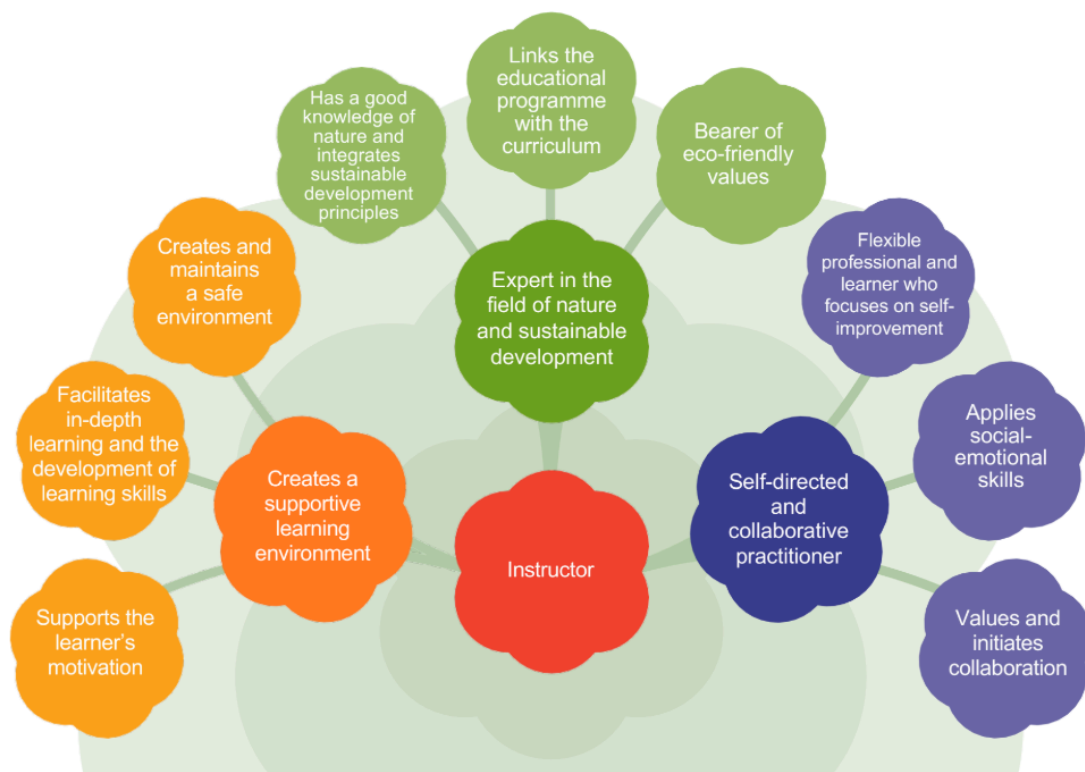 Links the
educational
programme
with the
curriculum
Has a good
knowledge of
nature and
integrates
sustainable
development
principles
Bearer of
eco-friendly
values
Creates and
maintains
a safe
environment
Expert in the
field of nature
and sustainable
development
Flexible
professional and
learner who
focuses on self-
improvement
Facilitates
in-depth
learning and the
development of
learning skills
Creates a
supportive
learning
environment
Instructor
Self-directed
and
collaborative
practitioner
Applies
social-
emotional
skills
Supports the
learner’s
motivation
Values and
initiates
collaboration